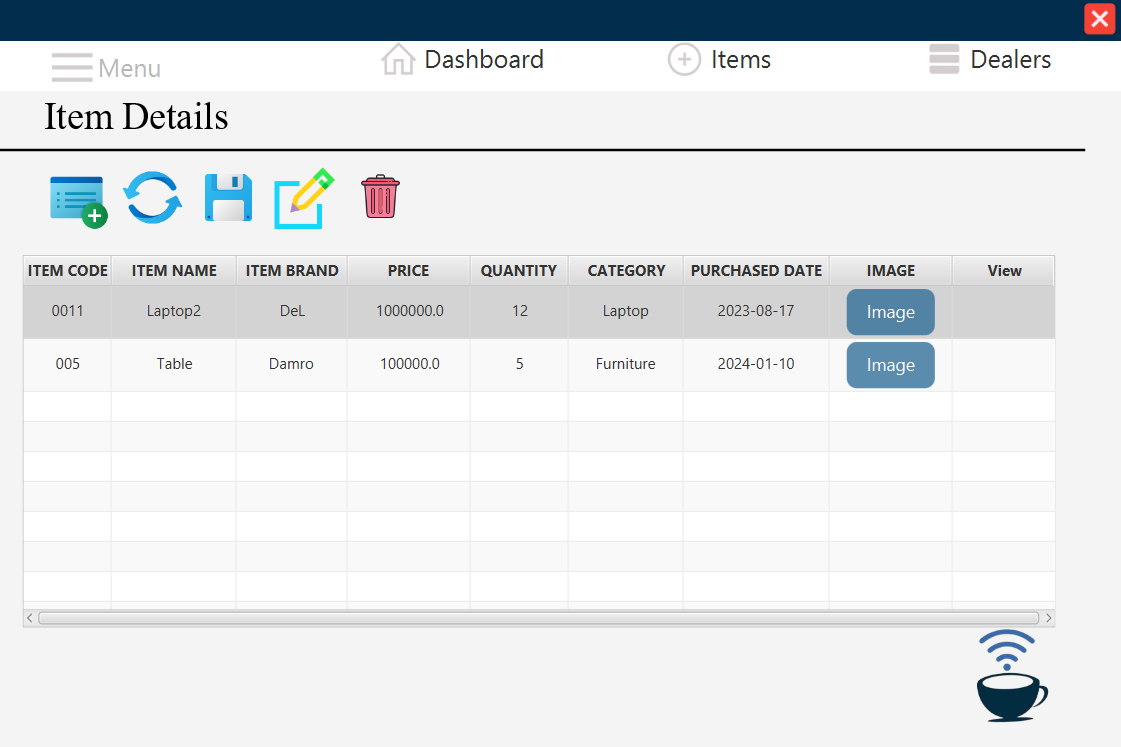 Menu Dashboard Items Dealers
Item Details
ITEM CODE ITEM NAME ITEM BRAND PRICE QUANTITY CATEGORY PURCHASED DATE IMAGE View
0011 Laptop2 DeL 1000000.0 12 Laptop 2023-08-17 Image
005 Table Damro 100000.0 5 Furniture 2024-01-10 Image